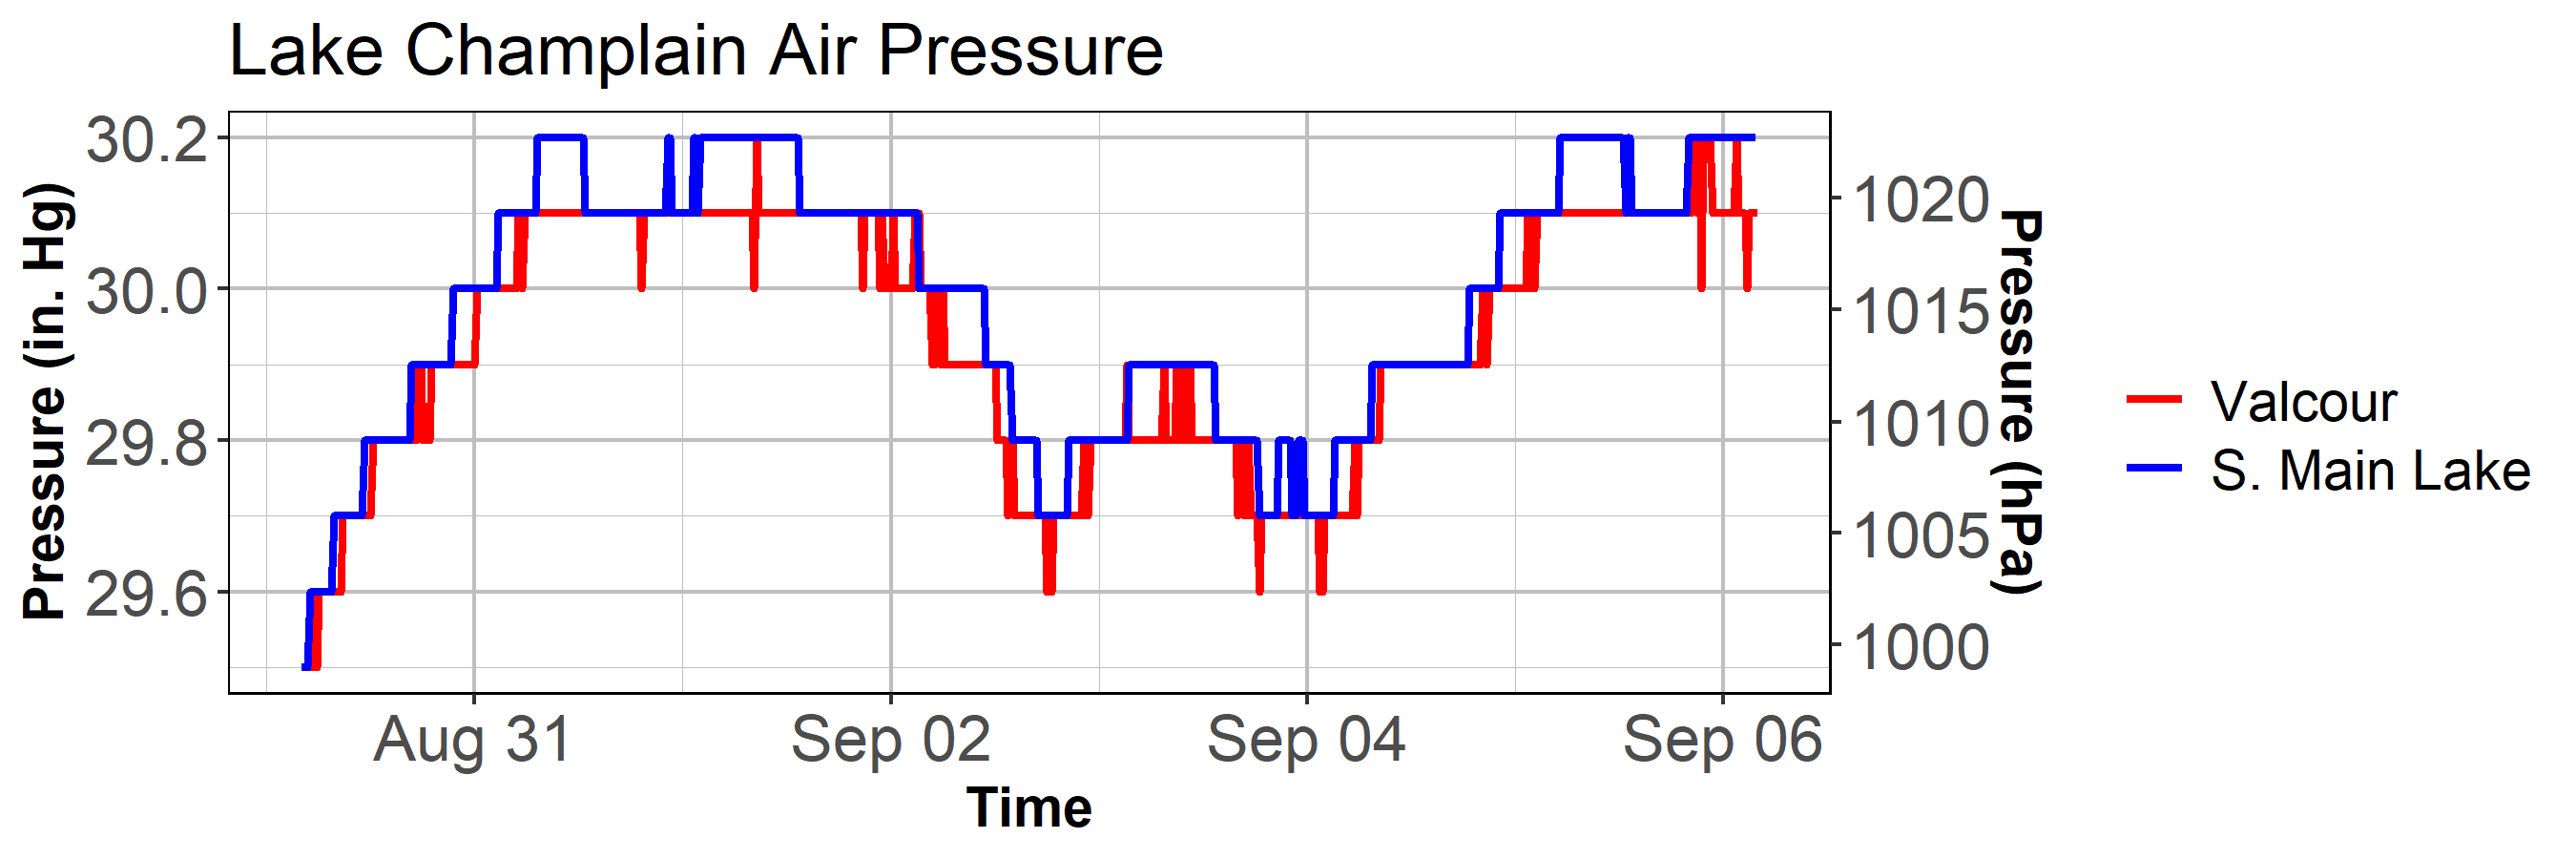 Lake Champlain Air Pressure
Pressure (in. Hg)
30.2
30.0
29.8
29.6
1020
1015
1010
1005
1000
Pressure (hPa)
Aug 31
Sep 02
Sep 04
Sep 06
Time
Valcour
S. Main Lake